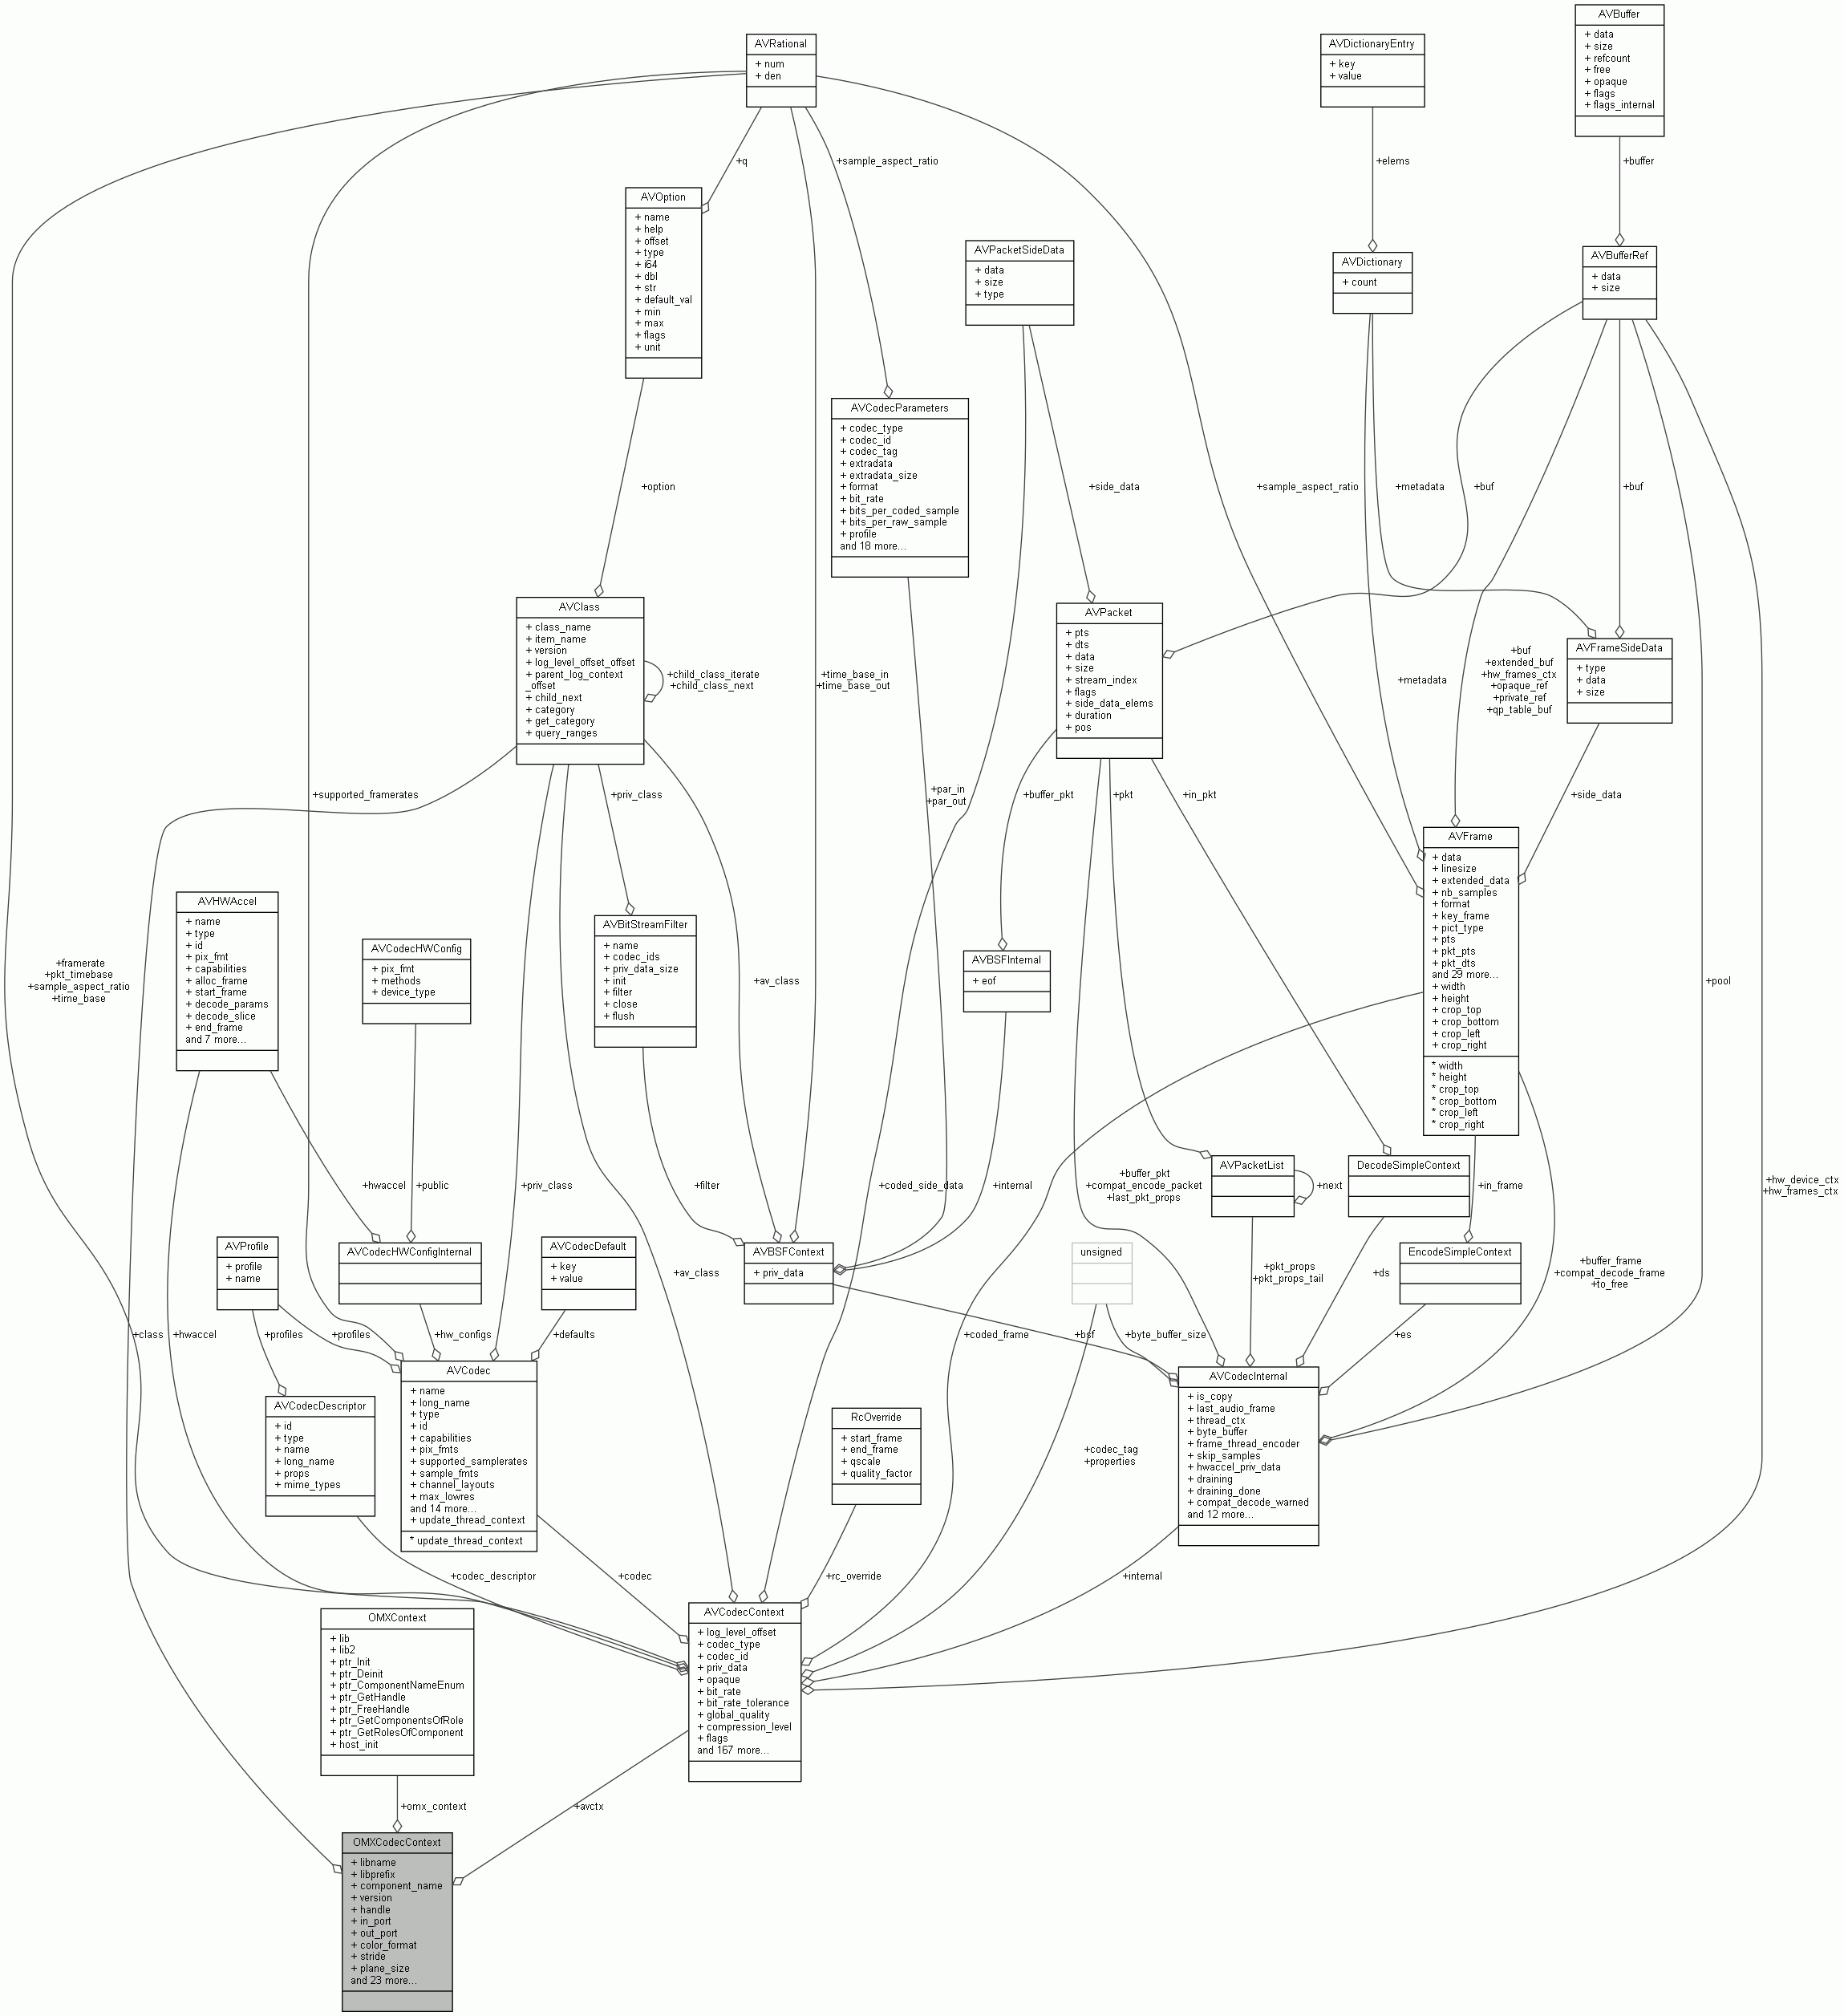 AVBuffer
+ data
+ size
+ refcount
+ free
+ opaque
+ flags
+ flags_internal
AVRational
+ num
+ den
AVDictionaryEntry
+ key
+ value
+q
+sample_aspect_ratio
+elems
+buffer
AVOption
+ name
+ help
+ offset
+ type
+ i64
+ dbl
+ str
+ default_val
+ min
+ max
+ flags
+ unit
AVPacketSideData
+ data
+ size
+ type
AVDictionary
+ count
AVBufferRef
+ data
+ size
AVCodecParameters
+ codec_type
+ codec_id
+ codec_tag
+ extradata
+ extradata_size
+ format
+ bit_rate
+ bits_per_coded_sample
+ bits_per_raw_sample
+ profile
and 18 more...
+option
+side_data
+sample_aspect_ratio
+metadata
+buf
+buf
AVClass
+ class_name
+ item_name
+ version
+ log_level_offset_offset
+ parent_log_context
_offset
+ child_next
+ category
+ get_category
+ query_ranges
+child_class_iterate
+child_class_next
+time_base_in
+time_base_out
AVPacket
+ pts
+ dts
+ data
+ size
+ stream_index
+ flags
+ side_data_elems
+ duration
+ pos
+metadata
+buf
+extended_buf
+hw_frames_ctx
+opaque_ref
+private_ref
+qp_table_buf
AVFrameSideData
+ type
+ data
+ size
+supported_framerates
+priv_class
+par_in
+par_out
+buffer_pkt
+pkt
+in_pkt
+side_data
AVFrame
+ data
+ linesize
+ extended_data
+ nb_samples
+ format
+ key_frame
+ pict_type
+ pts
+ pkt_pts
+ pkt_dts
and 29 more...
+ width
+ height
+ crop_top
+ crop_bottom
+ crop_left
+ crop_right
* width
* height
* crop_top
* crop_bottom
* crop_left
* crop_right
AVHWAccel
+ name
+ type
+ id
+ pix_fmt
+ capabilities
+ alloc_frame
+ start_frame
+ decode_params
+ decode_slice
+ end_frame
and 7 more...
AVCodecHWConfig
+ pix_fmt
+ methods
+ device_type
AVBitStreamFilter
+ name
+ codec_ids
+ priv_data_size
+ init
+ filter
+ close
+ flush
AVBSFInternal
+ eof
+framerate
+pkt_timebase
+sample_aspect_ratio
+time_base
+av_class
+pool
+hwaccel
+public
+priv_class
+filter
+coded_side_data
+internal
+buffer_pkt
+compat_encode_packet
+last_pkt_props
AVPacketList
+next
DecodeSimpleContext
+in_frame
+hw_device_ctx
+hw_frames_ctx
AVProfile
+ profile
+ name
AVCodecHWConfigInternal
AVCodecDefault
+ key
+ value
+av_class
AVBSFContext
+ priv_data
unsigned
+pkt_props
+pkt_props_tail
+ds
EncodeSimpleContext
+buffer_frame
+compat_decode_frame
+to_free
+class
+hwaccel
+profiles
+profiles
+hw_configs
+defaults
+coded_frame
+bsf
+byte_buffer_size
+es
AVCodecDescriptor
+ id
+ type
+ name
+ long_name
+ props
+ mime_types
AVCodec
+ name
+ long_name
+ type
+ id
+ capabilities
+ pix_fmts
+ supported_samplerates
+ sample_fmts
+ channel_layouts
+ max_lowres
and 14 more...
+ update_thread_context
* update_thread_context
RcOverride
+ start_frame
+ end_frame
+ qscale
+ quality_factor
+codec_tag
+properties
AVCodecInternal
+ is_copy
+ last_audio_frame
+ thread_ctx
+ byte_buffer
+ frame_thread_encoder
+ skip_samples
+ hwaccel_priv_data
+ draining
+ draining_done
+ compat_decode_warned
and 12 more...
+codec_descriptor
+codec
+rc_override
+internal
OMXContext
+ lib
+ lib2
+ ptr_Init
+ ptr_Deinit
+ ptr_ComponentNameEnum
+ ptr_GetHandle
+ ptr_FreeHandle
+ ptr_GetComponentsOfRole
+ ptr_GetRolesOfComponent
+ host_init
AVCodecContext
+ log_level_offset
+ codec_type
+ codec_id
+ priv_data
+ opaque
+ bit_rate
+ bit_rate_tolerance
+ global_quality
+ compression_level
+ flags
and 167 more...
+omx_context
+avctx
OMXCodecContext
+ libname
+ libprefix
+ component_name
+ version
+ handle
+ in_port
+ out_port
+ color_format
+ stride
+ plane_size
and 23 more...